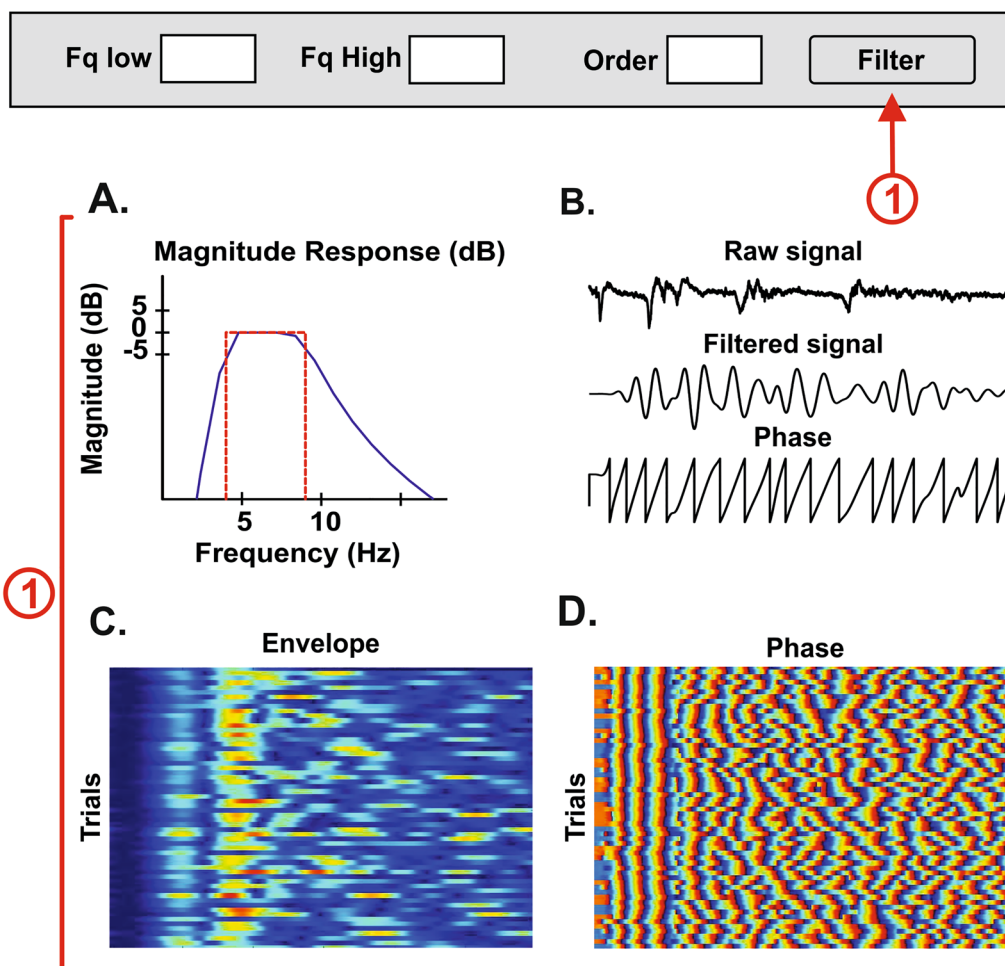 Fq low
Fq High
Order
Filter
1
A.
Magnitude Response (dB)
Magnitude (dB)
5
0
-5
5
10
Frequency (Hz)
B.
Raw signal
Filtered signal
Phase
1
C.
Envelope
Trials
D.
Phase
Trials